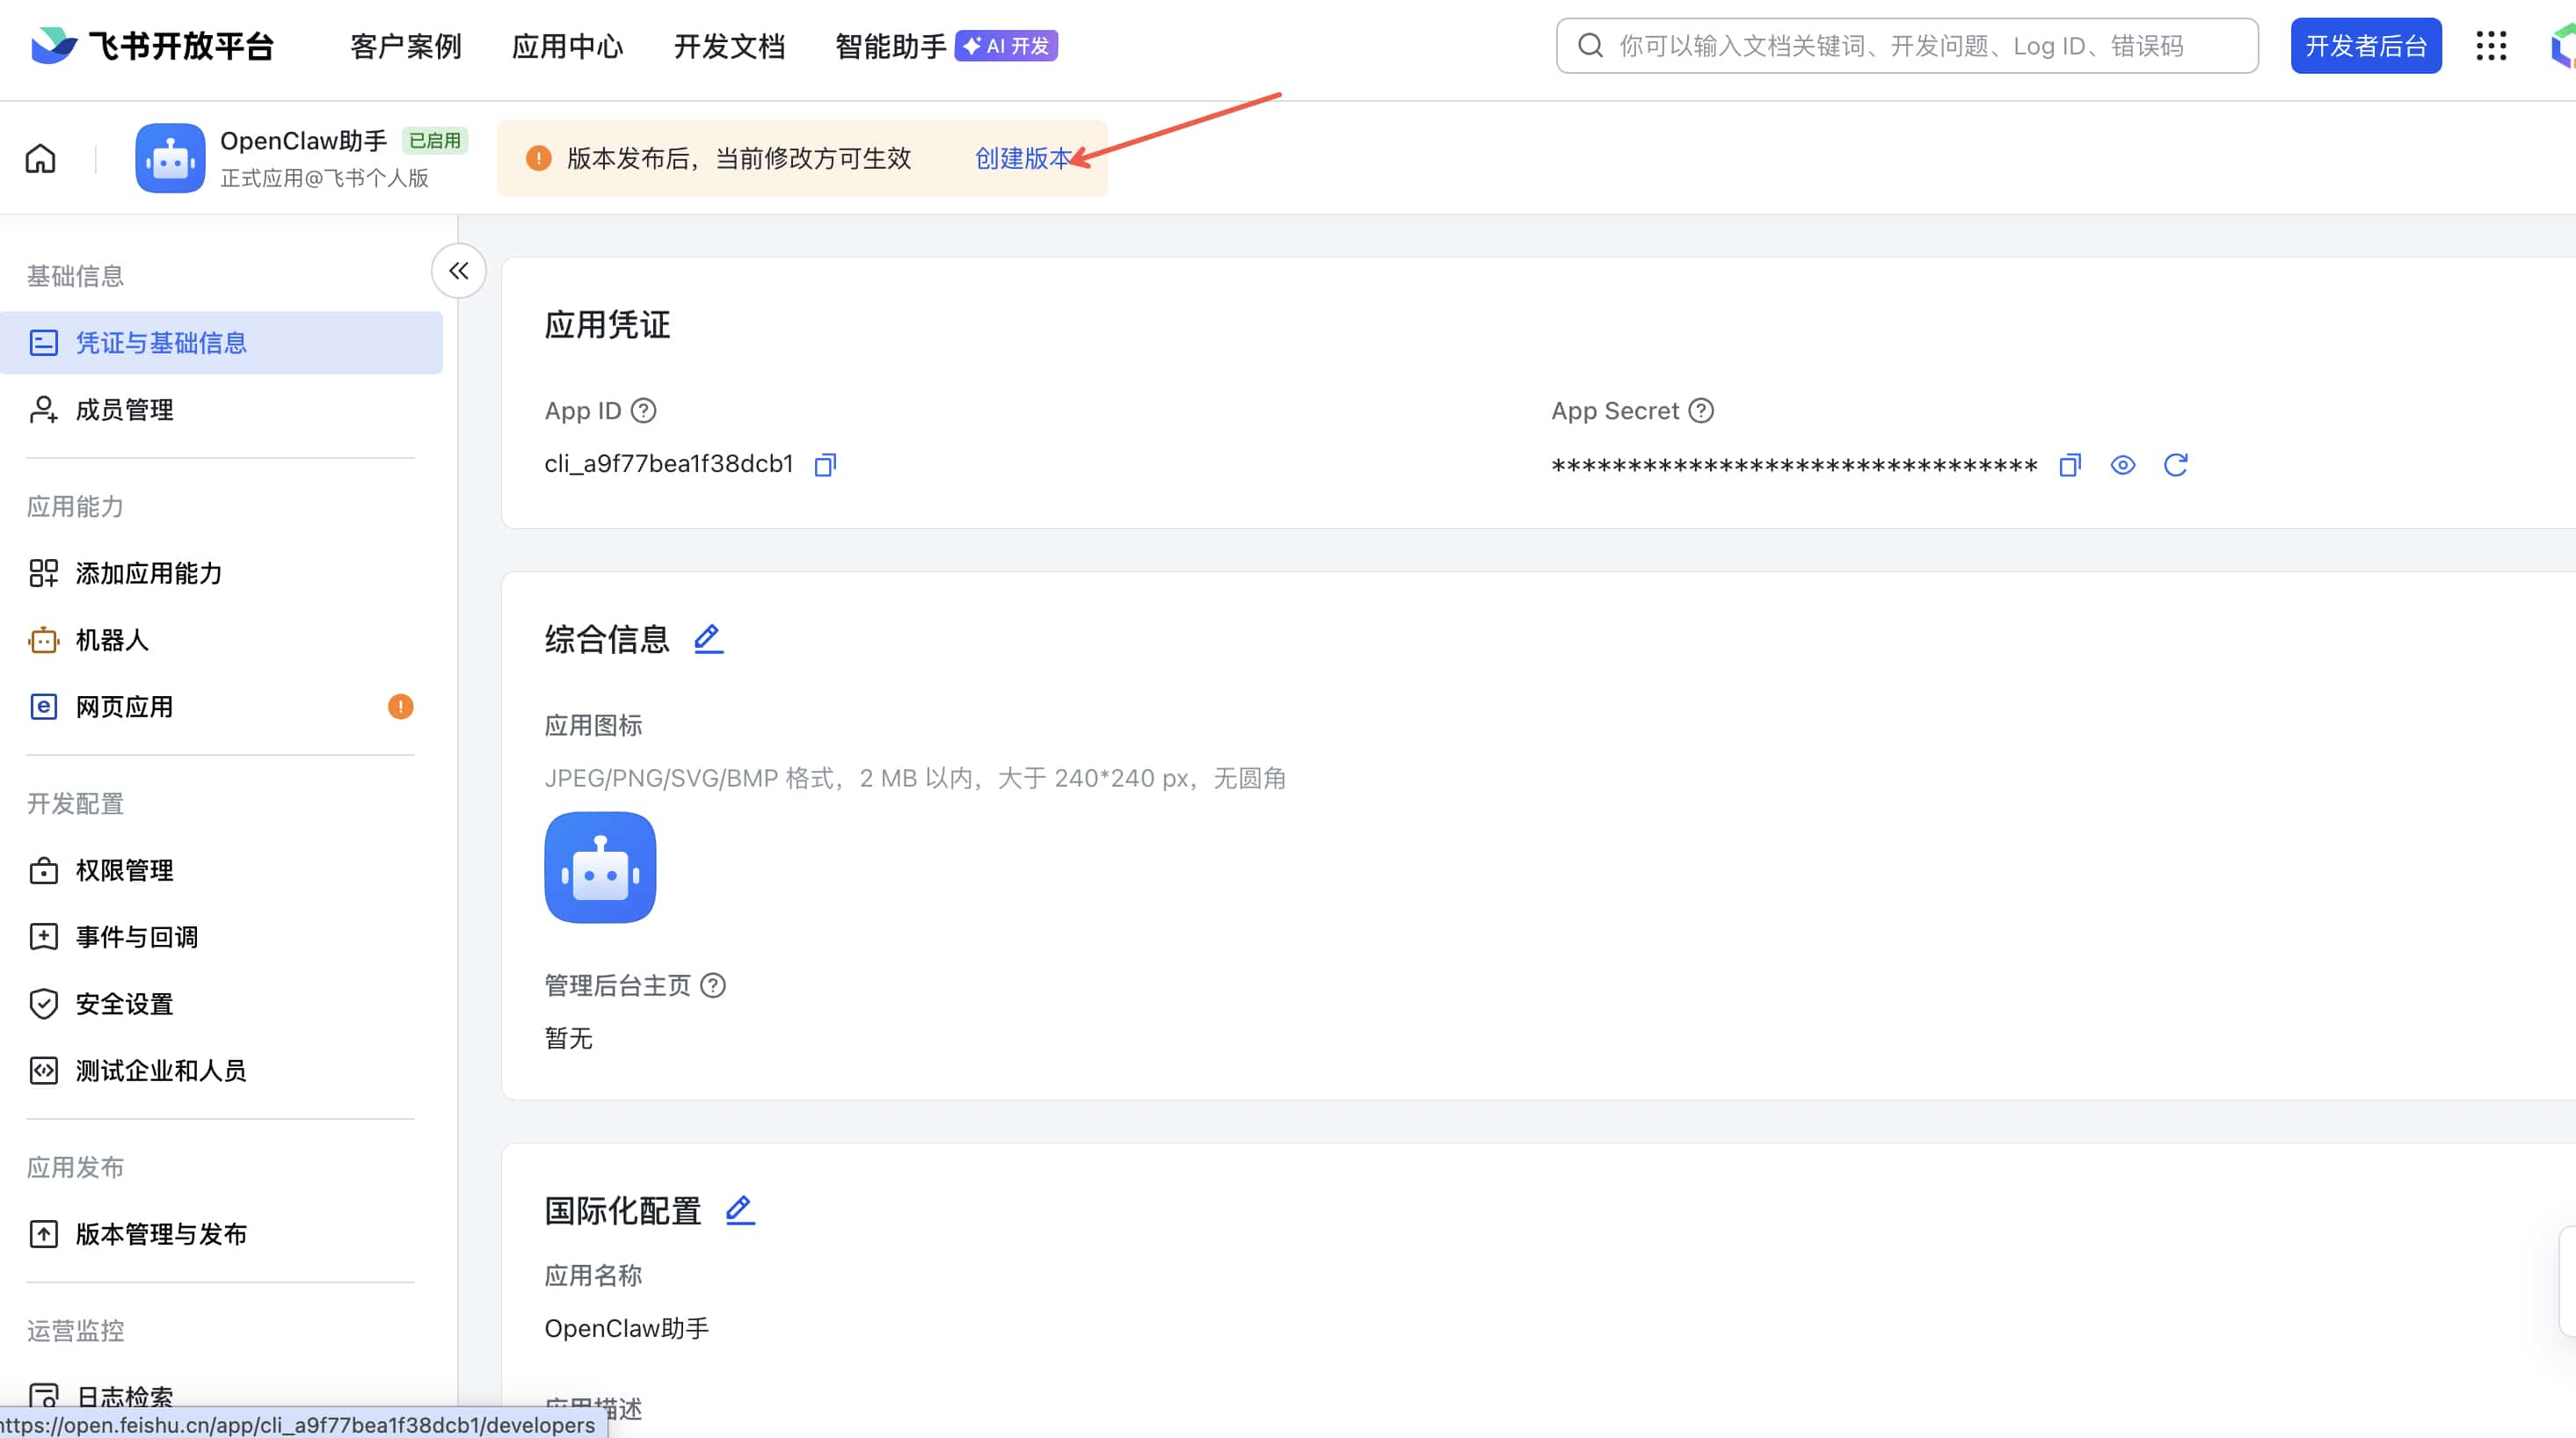 飞书开放平台
客户案例
应用中心
开发文档
智能助手
AI 开发
你可以输入文档关键词、开发问题、Log ID、错误码
开发者后台
OpenClaw助手
已启用
正式应用@飞书个人版
版本发布后，当前修改方可生效
创建版本
基础信息
凭证与基础信息
成员管理
应用能力
添加应用能力
机器人
网页应用
开发配置
权限管理
事件与回调
安全设置
测试企业和人员
应用发布
版本管理与发布
运营监控
日志检索
https://open.feishu.cn/app/cli_a9f77bea1f38dcb1/developers
应用凭证
App ID
cli_a9f77bea1f38dcb1
App Secret
********************************
综合信息
应用图标
JPEG/PNG/SVG/BMP 格式，2 MB 以内，大于 240*240 px，无圆角
管理后台主页
暂无
国际化配置
应用名称
OpenClaw助手
应用描述